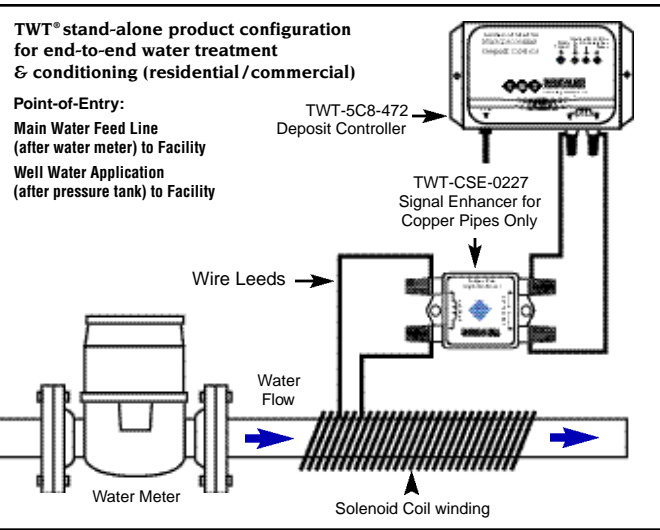 TWT® stand-alone product configuration
for end-to-end water treatment
& conditioning (residential/commercial)
Point-of-Entry:
Main Water Feed Line
(after water meter) to Facility
Well Water Application
(after pressure tank) to Facility
TWT-5C8-472
Deposit Controller
TWT-CSE-0227
Signal Enhancer for
Copper Pipes Only
Wire Leeds
Water
Flow
Water Meter
Solenoid Coil winding